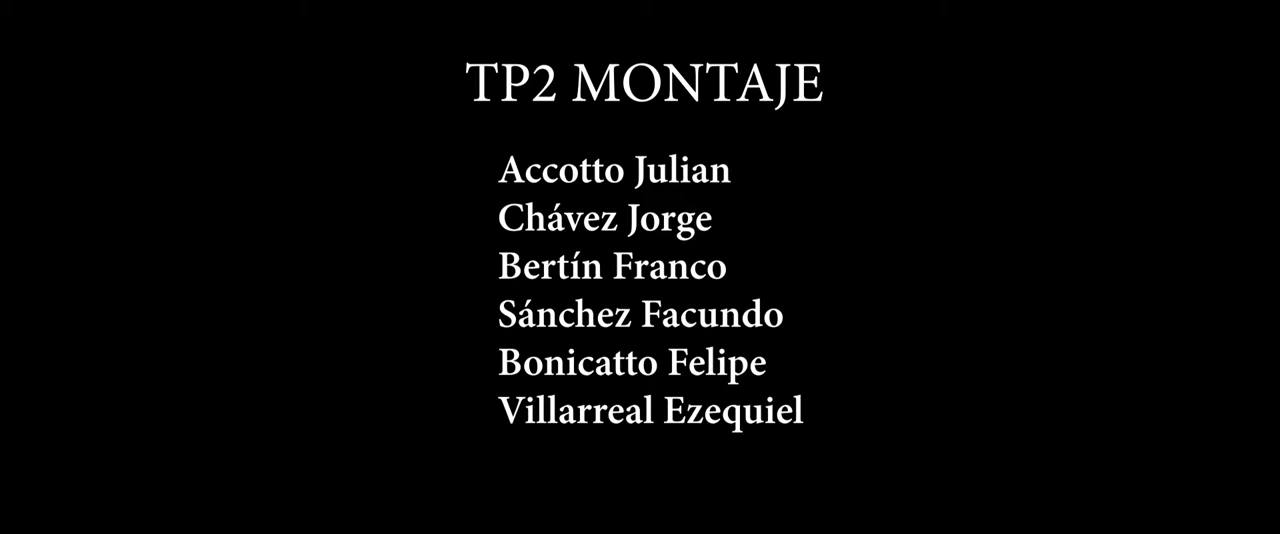 TP2 MONTAJE
Accotto Julian
Chávez Jorge
Bertín Franco
Sánchez Facundo
Bonicatto Felipe
Villarreal Ezequiel